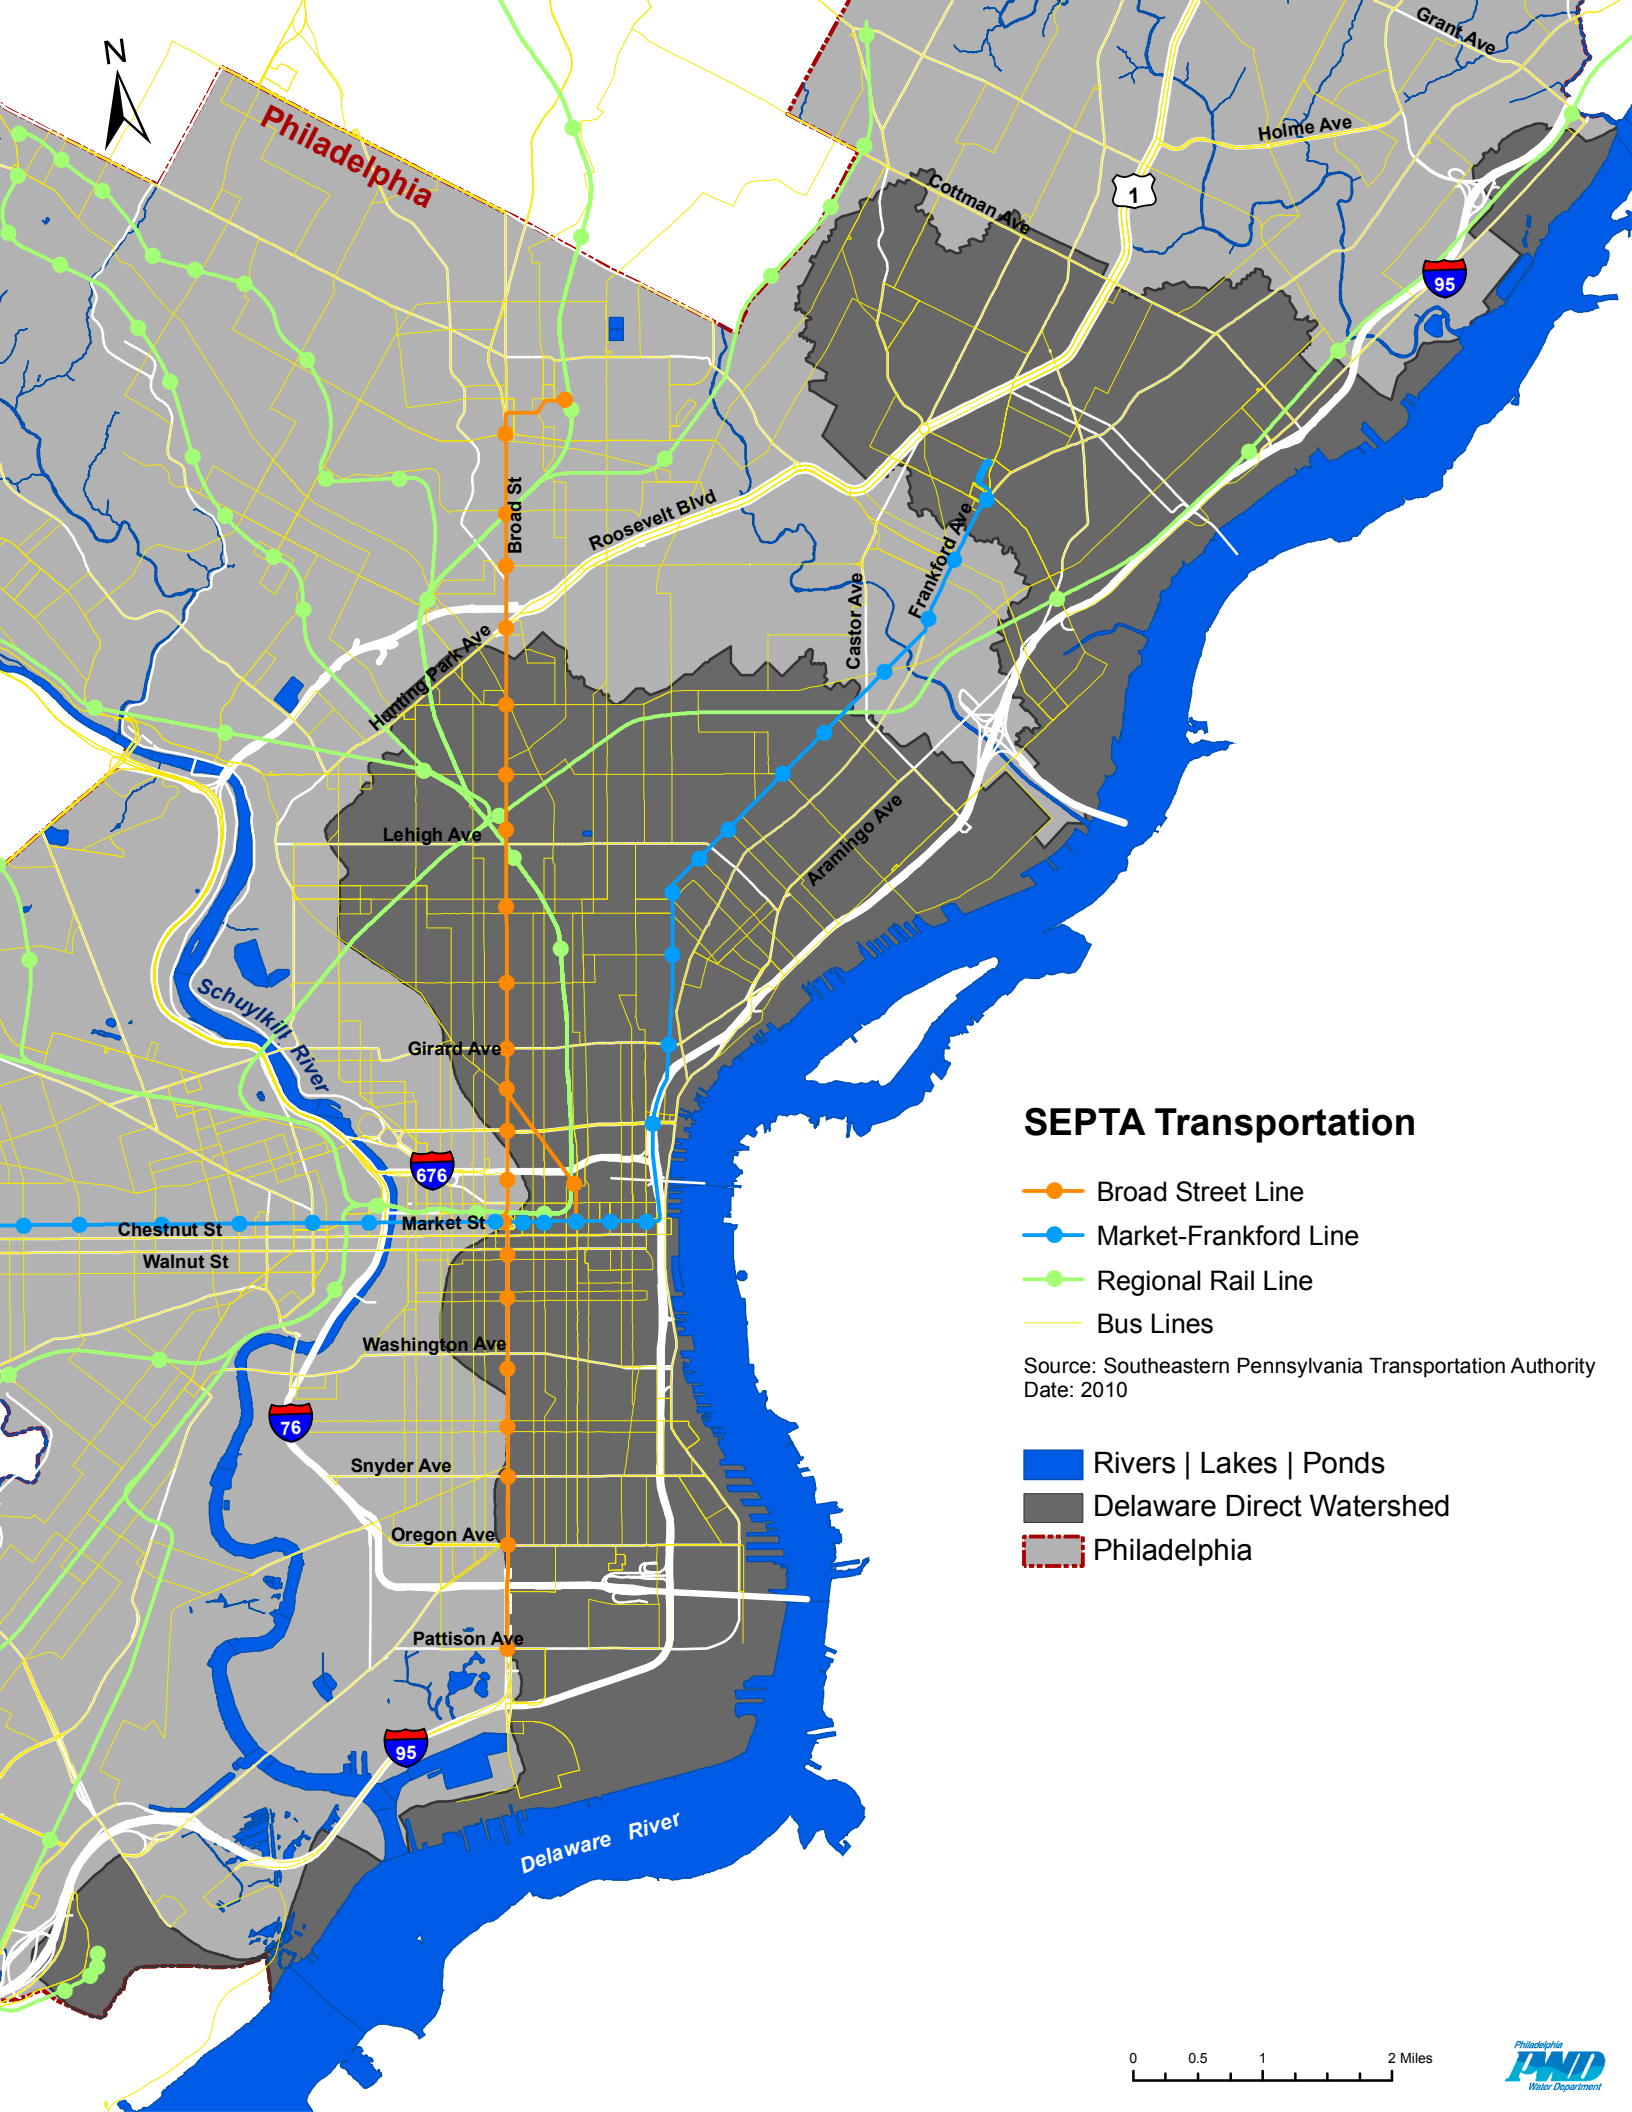 Grant Ave
N
Philadelphia
Holme Ave
Cottman Ave
1
95
Broad St
Roosevelt Blvd
Frankford Ave
Castor Ave
Hunting Park Ave
Lehigh Ave
Aramingo Ave
Schuylkill River
Girard Ave
676
Market St
Chestnut St
Walnut St
Washington Ave
76
Snyder Ave
Oregon Ave
Pattison Ave
95
Delaware River
SEPTA Transportation
Broad Street Line
Market-Frankford Line
Regional Rail Line
Bus Lines
Source: Southeastern Pennsylvania Transportation Authority
Date: 2010
Rivers | Lakes | Ponds
Delaware Direct Watershed
Philadelphia
0 0.5 1 2 Miles
Philadelphia
PWD
Water Department